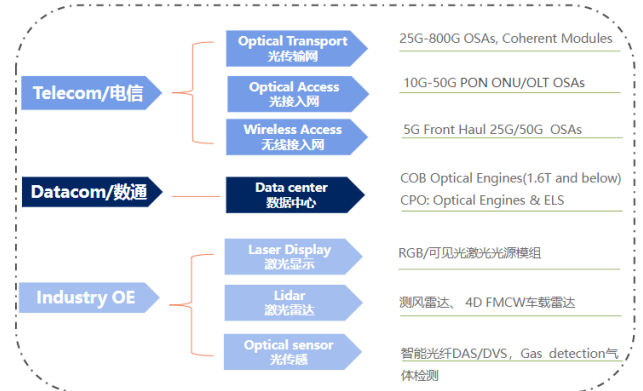 Optical Transport
光传输网
25G-800G OSAs, Coherent Modules
Telecom/电信
Optical Access
光接入网
10G-50G PON ONU/OLT OSAs
Wireless Access
无线接入网
5G Front Haul 25G/50G OSAs
Datacom/数通
Data center
数据中心
COB Optical Engines(1.6T and below)
CPO: Optical Engines & ELS
Laser Display
激光显示
RGB/可见光激光光源模组
Industry OE
Lidar
激光雷达
测风雷达、4D FMCW车载雷达
Optical sensor
光传感
智能光纤DAS/DVS，Gas detection气
体检测